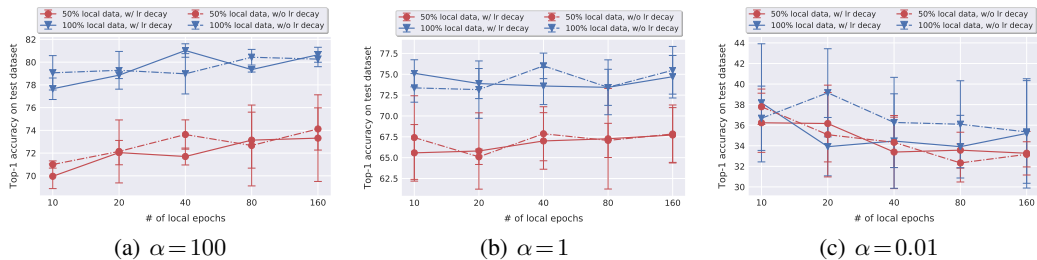 50% local data, w/ lr decay 50% local data, w/o lr decay
100% local data, w/ lr decay 100% local data, w/o lr decay
Top-1 accuracy on test dataset
82
80
78
76
74
72
70
10 20 40 80 160
# of local epochs
(a) α=100
50% local data, w/ lr decay 50% local data, w/o lr decay
100% local data, w/ lr decay 100% local data, w/o lr decay
Top-1 accuracy on test dataset
77.5
75.0
72.5
70.0
67.5
65.0
62.5
10 20 40 80 160
# of local epochs
(b) α=1
50% local data, w/ lr decay 50% local data, w/o lr decay
100% local data, w/ lr decay 100% local data, w/o lr decay
Top-1 accuracy on test dataset
44
42
40
38
36
34
32
30
10 20 40 80 160
# of local epochs
(c) α=0.01